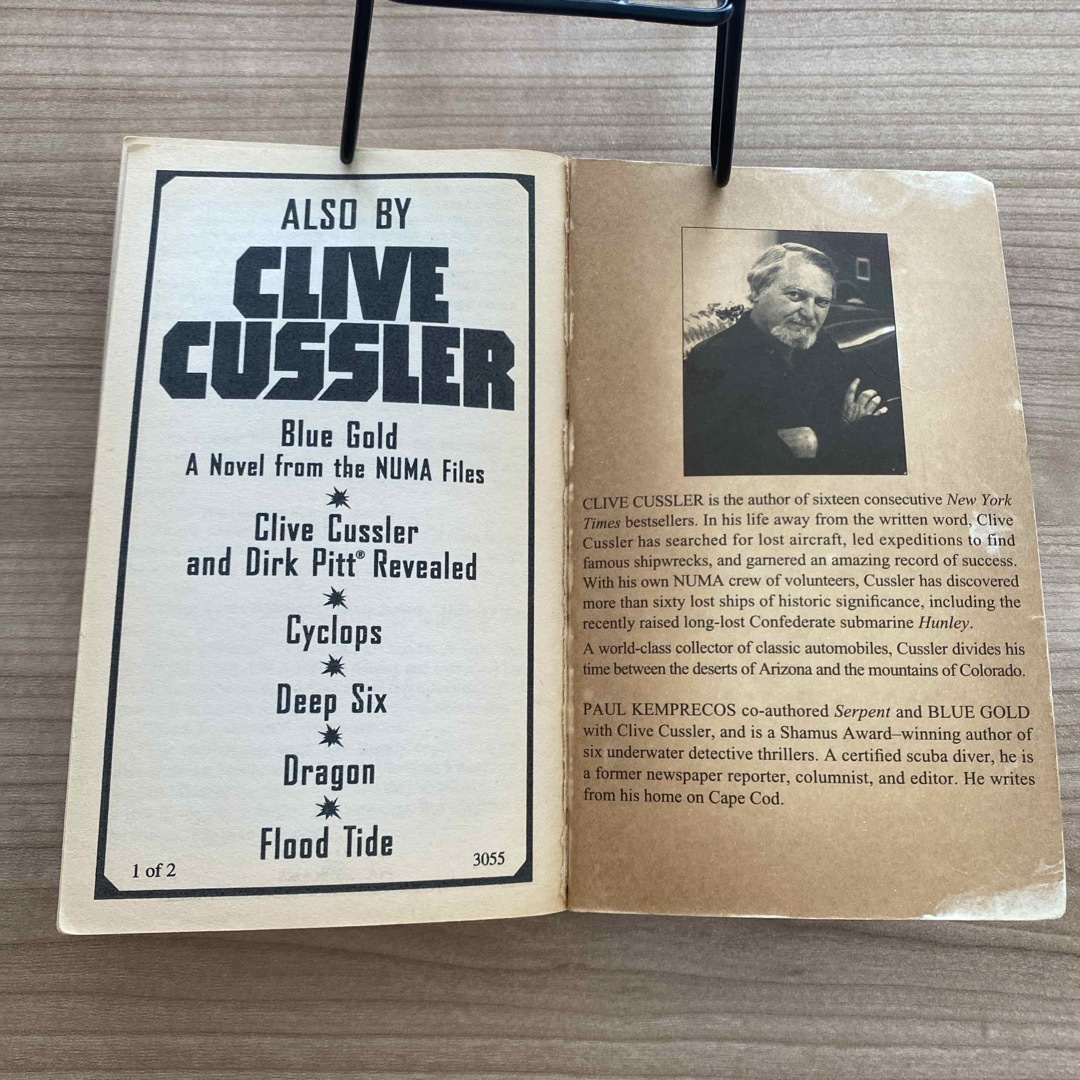 ALSO BY
CLIVE
CUSSLER
Blue Gold
A Novel from the NUMA Files
Clive Cussler
and Dirk Pitt® Revealed
Cyclops
Deep Six
Dragon
Flood Tide
1 of 2
3055
CLIVE CUSSLER is the author of sixteen consecutive New York
Times bestsellers. In his life away from the written word, Clive
Cussler has searched for lost aircraft, led expeditions to find
famous shipwrecks, and garnered an amazing record of success.
With his own NUMA crew of volunteers, Cussler has discovered
more than sixty lost ships of historic significance, including the
recently raised long-lost Confederate submarine Hunley.
A world-class collector of classic automobiles, Cussler divides his
time between the deserts of Arizona and the mountains of Colorado.
PAUL KEMPRECOS co-authored Serpent and BLUE GOLD
with Clive Cussler, and is a Shamus Award–winning author of
six underwater detective thrillers. A certified scuba diver, he is
a former newspaper reporter, columnist, and editor. He writes
from his home on Cape Cod.